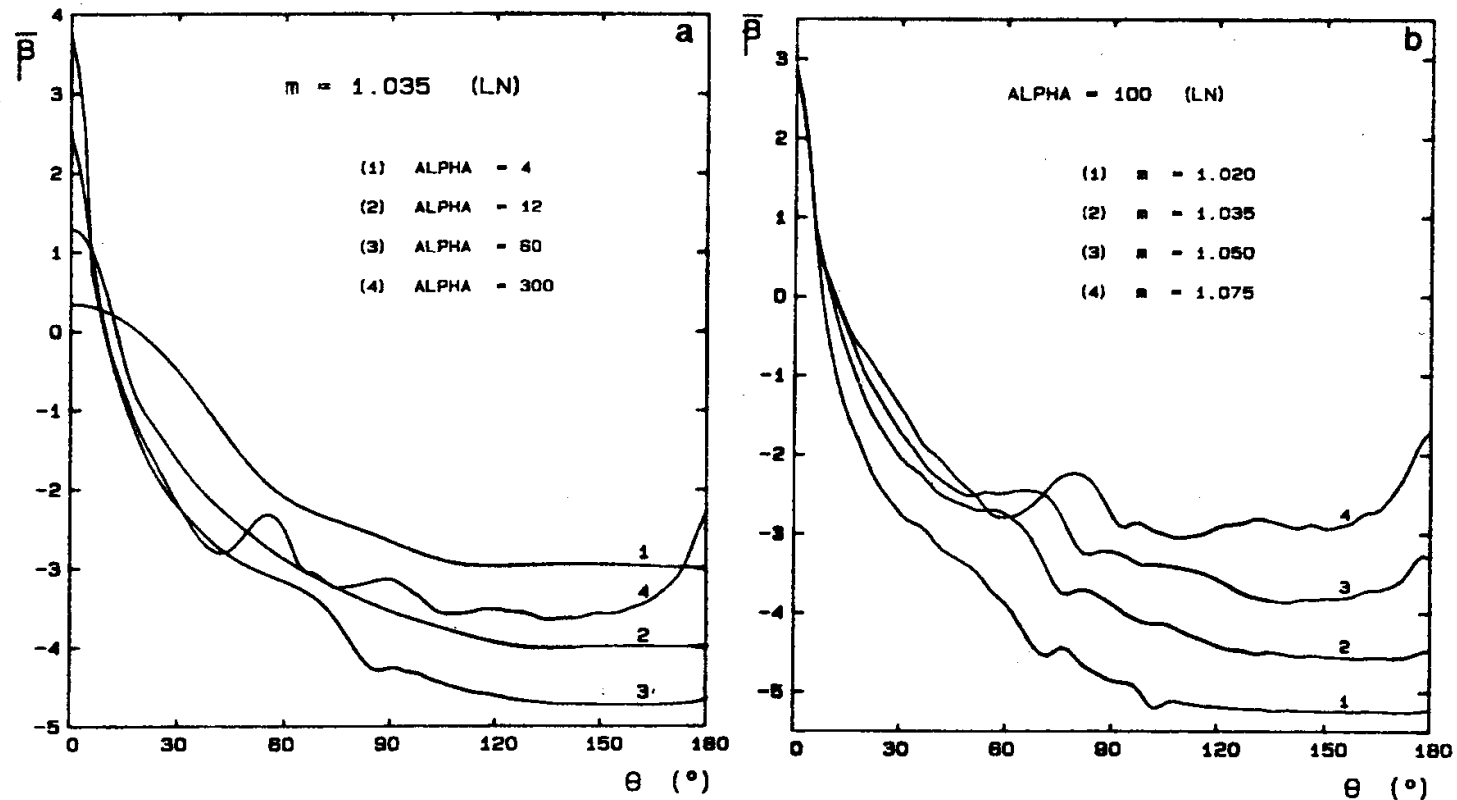 β̄
a
m = 1.035 (LN)
(1) ALPHA = 4
(2) ALPHA = 12
(3) ALPHA = 60
(4) ALPHA = 300
4
3
2
1
0
-1
-2
-3
-4
-5
1
4
2
3
0 30 60 90 120 150 180
θ (°)
β̄
b
ALPHA = 100 (LN)
(1) m = 1.020
(2) m = 1.035
(3) m = 1.050
(4) m = 1.075
3
2
1
0
-1
-2
-3
-4
-5
4
3
2
1
0 30 60 90 120 150 180
θ (°)